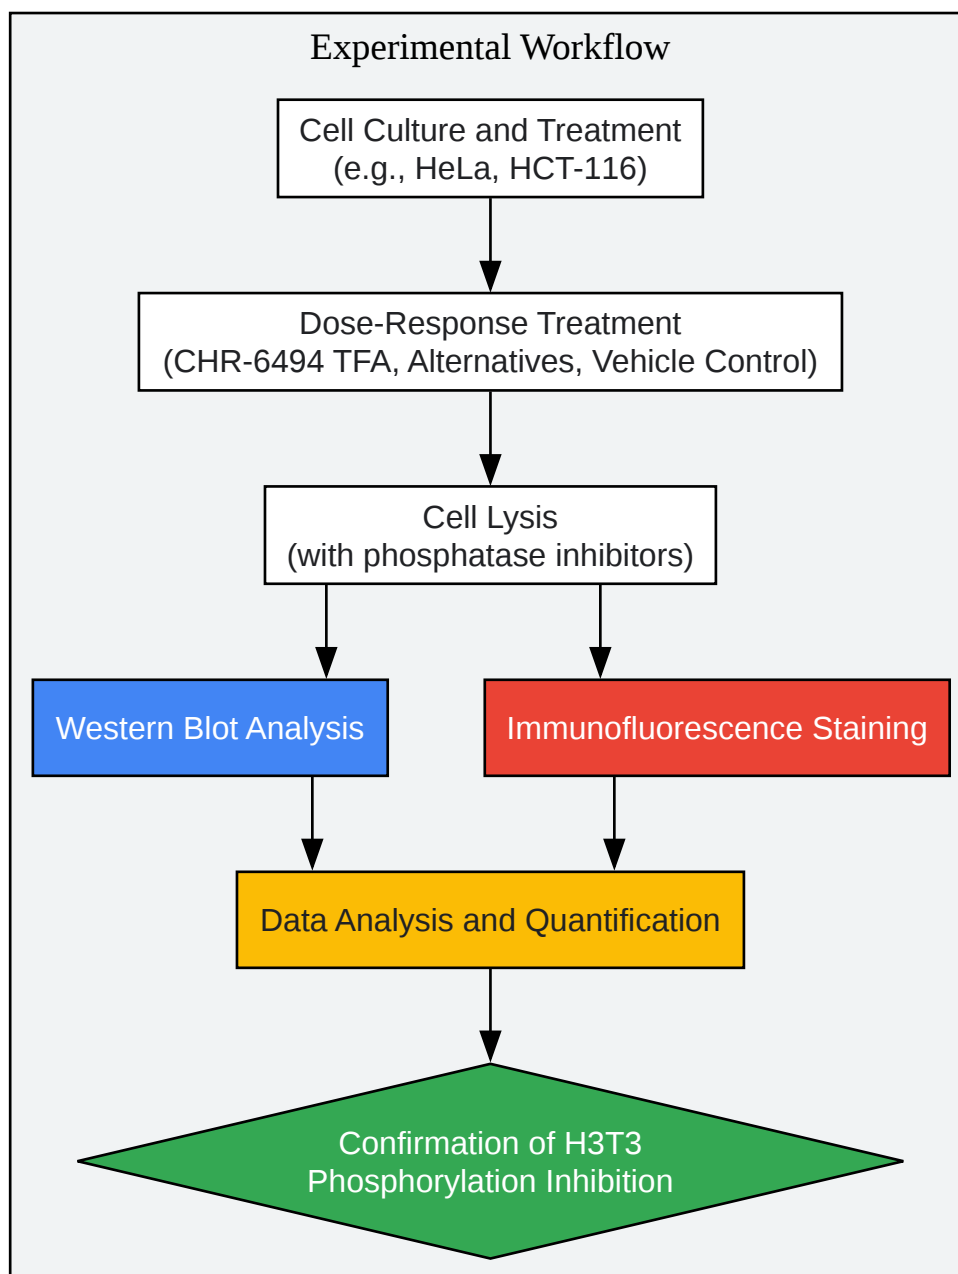 Experimental Workflow
Cell Culture and Treatment
(e.g., HeLa, HCT-116)
Dose-Response Treatment
(CHR-6494 TFA, Alternatives, Vehicle Control)
Cell Lysis
(with phosphatase inhibitors)
Western Blot Analysis
Immunofluorescence Staining
Data Analysis and Quantification
Confirmation of H3T3
Phosphorylation Inhibition